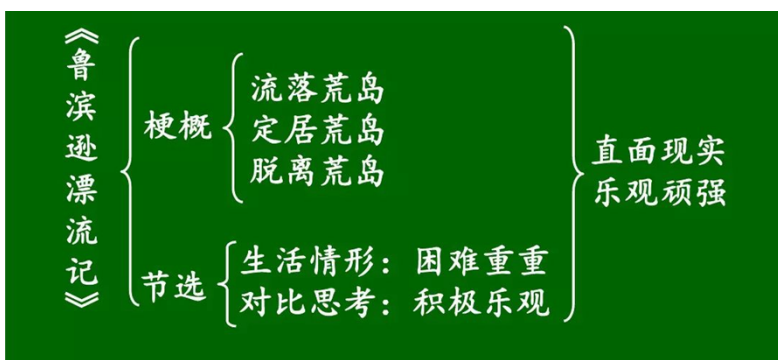 《鲁滨逊漂流记》
梗概
流落荒岛
定居荒岛
脱离荒岛
节选
生活情形：困难重重
对比思考：积极乐观
直面现实
乐观顽强